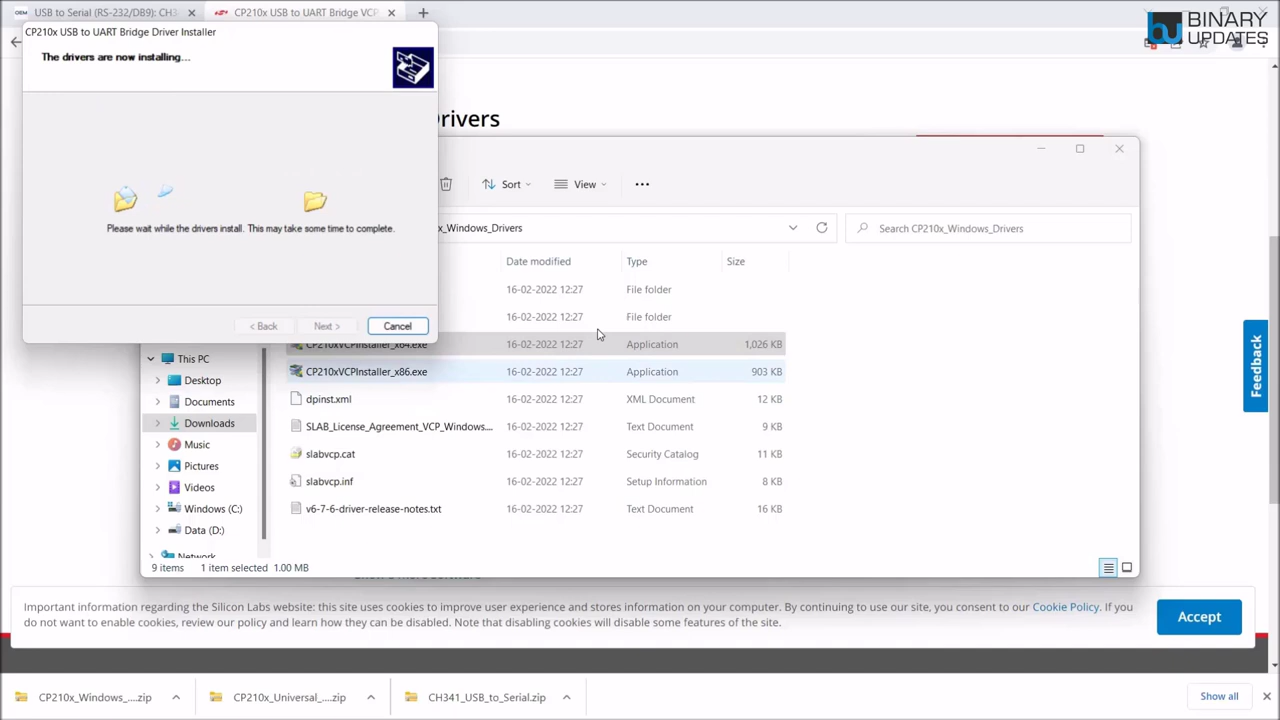 USB to Serial (RS-232/DB9): CH3
CP210x USB to UART Bridge VCP
BINARY
UPDATES
CP210x USB to UART Bridge Driver Installer
The drivers are now installing...
Please wait while the drivers install. This may take some time to complete.
< Back
Next >
Cancel
Drivers
Sort
View
x_Windows_Drivers
Search CP210x_Windows_Drivers
Date modified
Type
Size
16-02-2022 12:27
File folder
16-02-2022 12:27
File folder
CP210xVCPInstaller_x64.exe
16-02-2022 12:27
Application
1,026 KB
CP210xVCPInstaller_x86.exe
16-02-2022 12:27
Application
903 KB
dpinst.xml
16-02-2022 12:27
XML Document
12 KB
SLAB_License_Agreement_VCP_Windows....
16-02-2022 12:27
Text Document
9 KB
slabvcp.cat
16-02-2022 12:27
Security Catalog
11 KB
slabvcp.inf
16-02-2022 12:27
Setup Information
8 KB
v6-7-6-driver-release-notes.txt
16-02-2022 12:27
Text Document
16 KB
This PC
Desktop
Documents
Downloads
Music
Pictures
Videos
Windows (C:)
Data (D:)
Network
9 items
1 item selected
1.00 MB
Feedback
Important information regarding the Silicon Labs website: this site uses cookies to improve user experience and stores information on your computer. By continuing to use our site, you consent to our Cookie Policy. If you
do not want to enable cookies, review our policy and learn how they can be disabled. Note that disabling cookies will disable some features of the site.
Accept
CP210x_Windows_....zip
CP210x_Universal_....zip
CH341_USB_to_Serial.zip
Show all